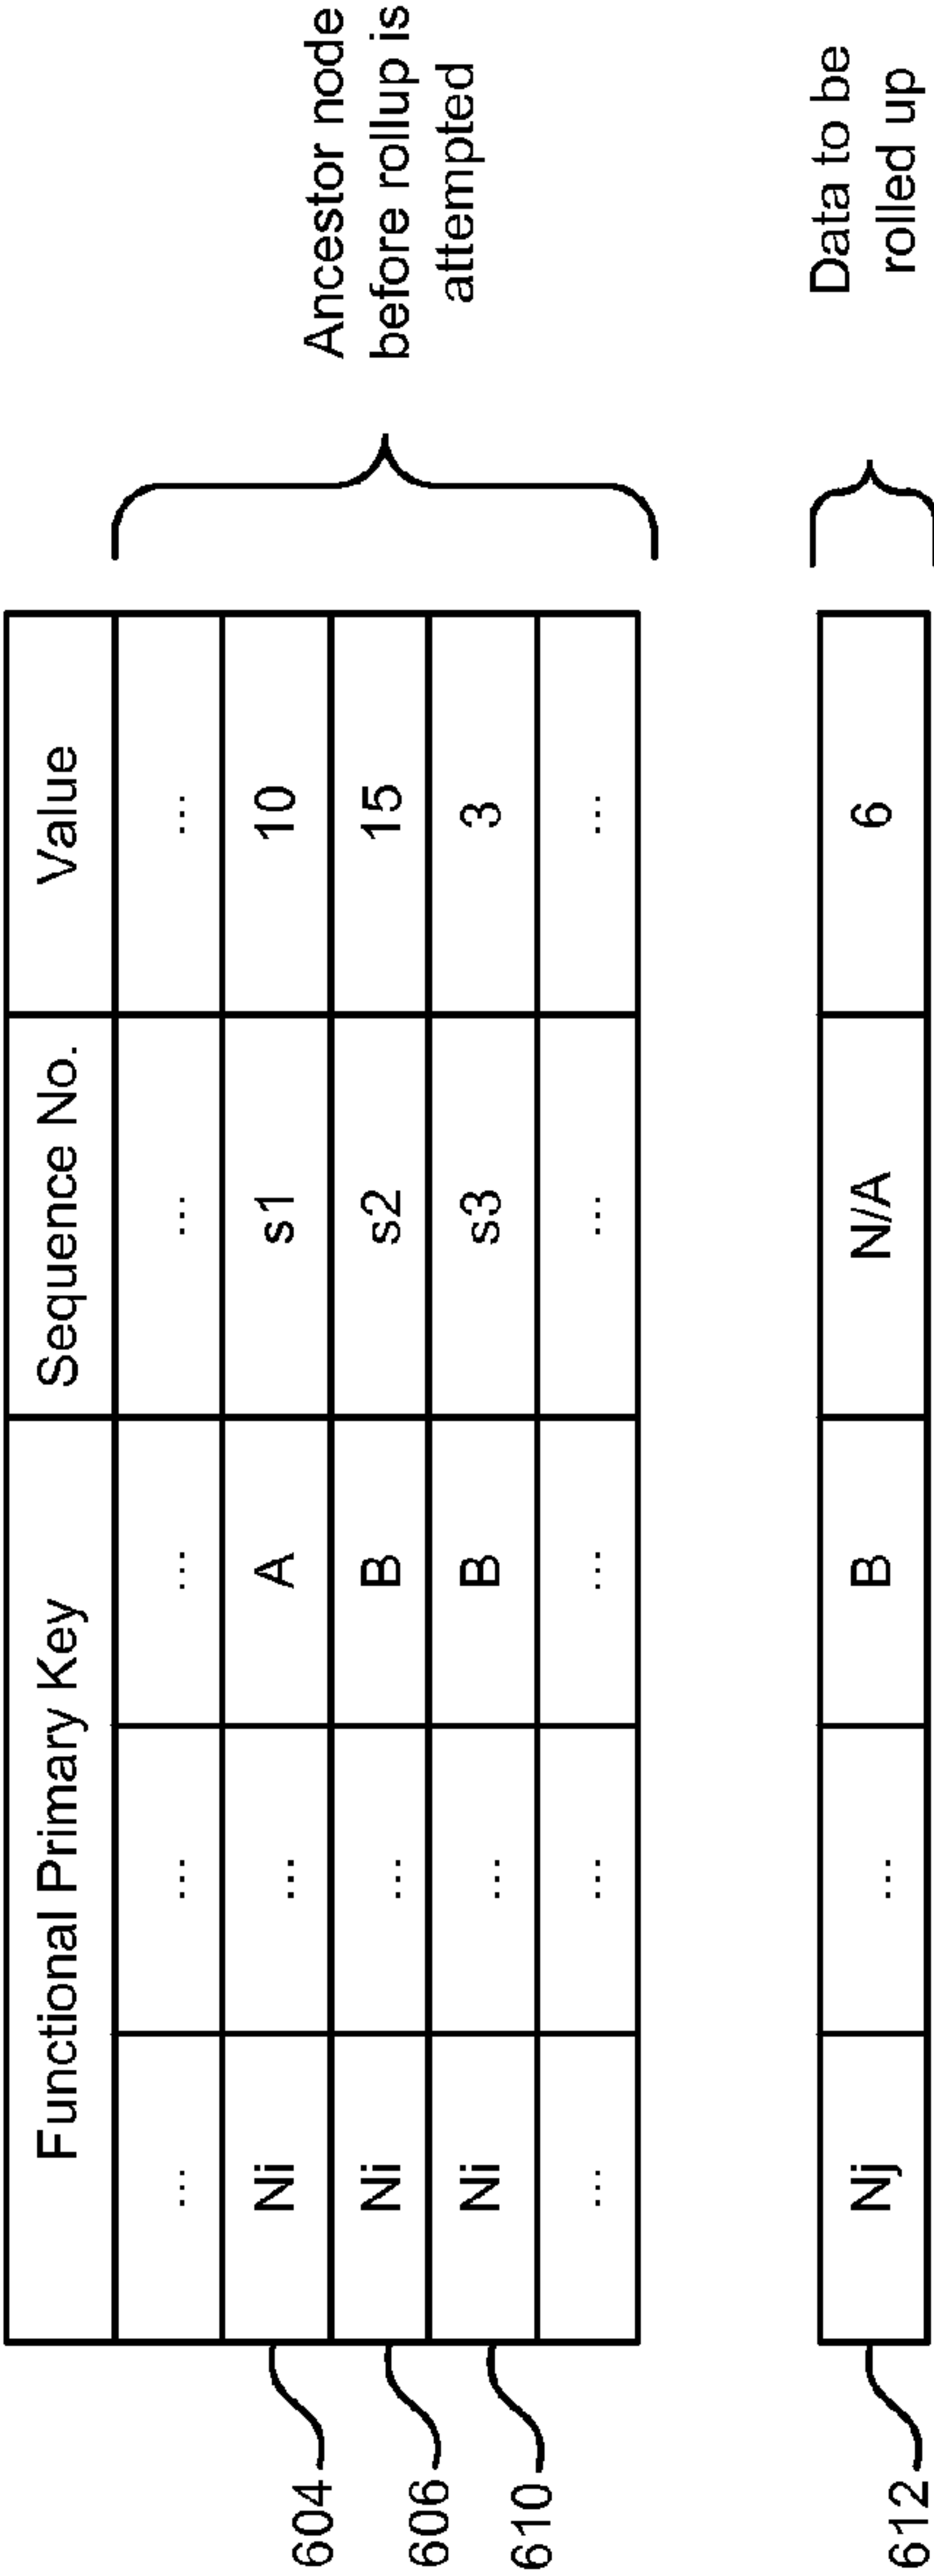 Functional Primary Key Sequence No. Value
... ... ... ... ...
604 Ni ... A s1 10
606 Ni ... B s2 15
610 Ni ... B s3 3
... ... ... ... ...
Ancestor node
before rollup is
attempted
612 Nj ... B N/A 6
Data to be
rolled up